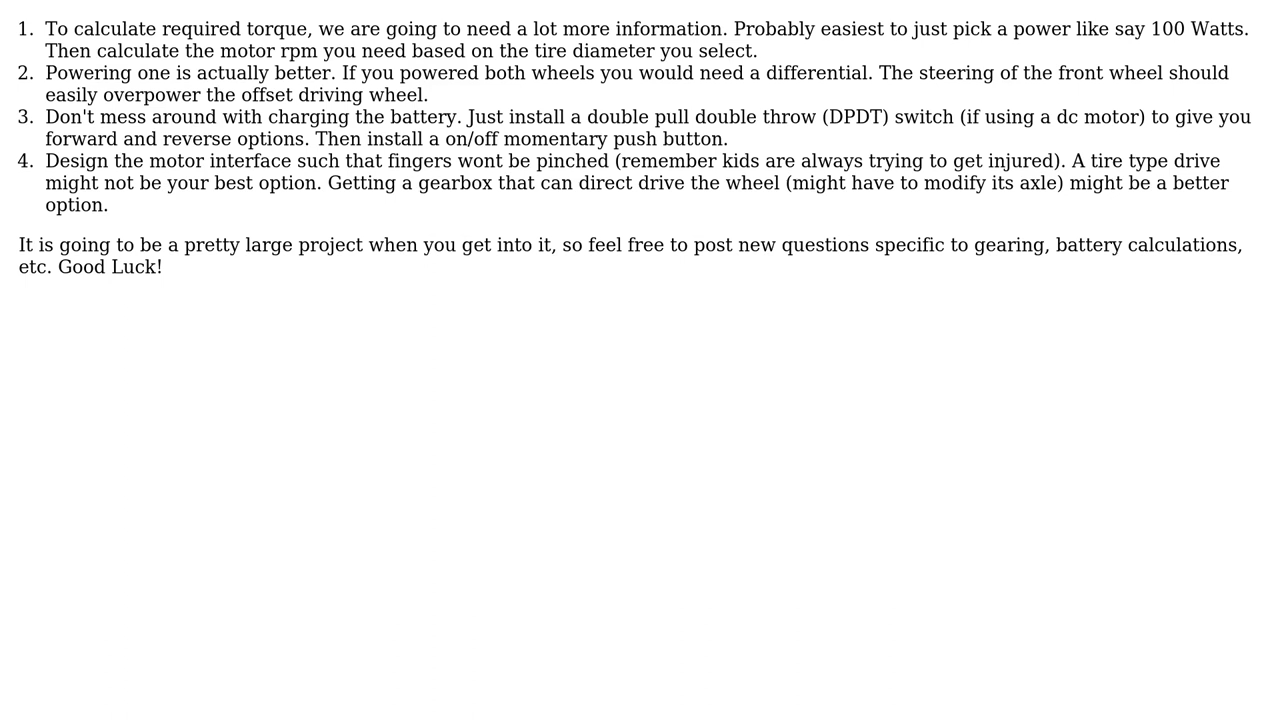 1. To calculate required torque, we are going to need a lot more information. Probably easiest to just pick a power like say 100 Watts.
Then calculate the motor rpm you need based on the tire diameter you select.
2. Powering one is actually better. If you powered both wheels you would need a differential. The steering of the front wheel should
easily overpower the offset driving wheel.
3. Don't mess around with charging the battery. Just install a double pull double throw (DPDT) switch (if using a dc motor) to give you
forward and reverse options. Then install a on/off momentary push button.
4. Design the motor interface such that fingers wont be pinched (remember kids are always trying to get injured). A tire type drive
might not be your best option. Getting a gearbox that can direct drive the wheel (might have to modify its axle) might be a better
option.
It is going to be a pretty large project when you get into it, so feel free to post new questions specific to gearing, battery calculations,
etc. Good Luck!